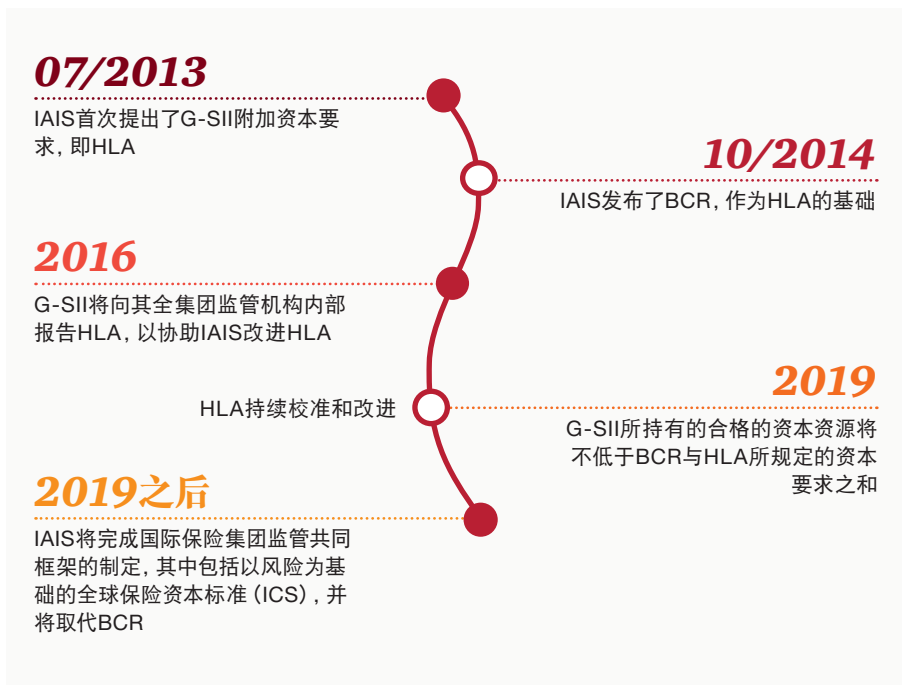 07/2013
IAIS首次提出了G-SII附加资本要
求，即HLA
10/2014
IAIS发布了BCR，作为HLA的基础
2016
G-SII将向其全集团监管机构内部
报告HLA，以协助IAIS改进HLA
HLA持续校准和改进
2019
G-SII所持有的合格的资本资源将
不低于BCR与HLA所规定的资本
要求之和
2019之后
IAIS将完成国际保险集团监管共同
框架的制定，其中包括以风险为基
础的全球保险资本标准（ICS），并
将取代BCR